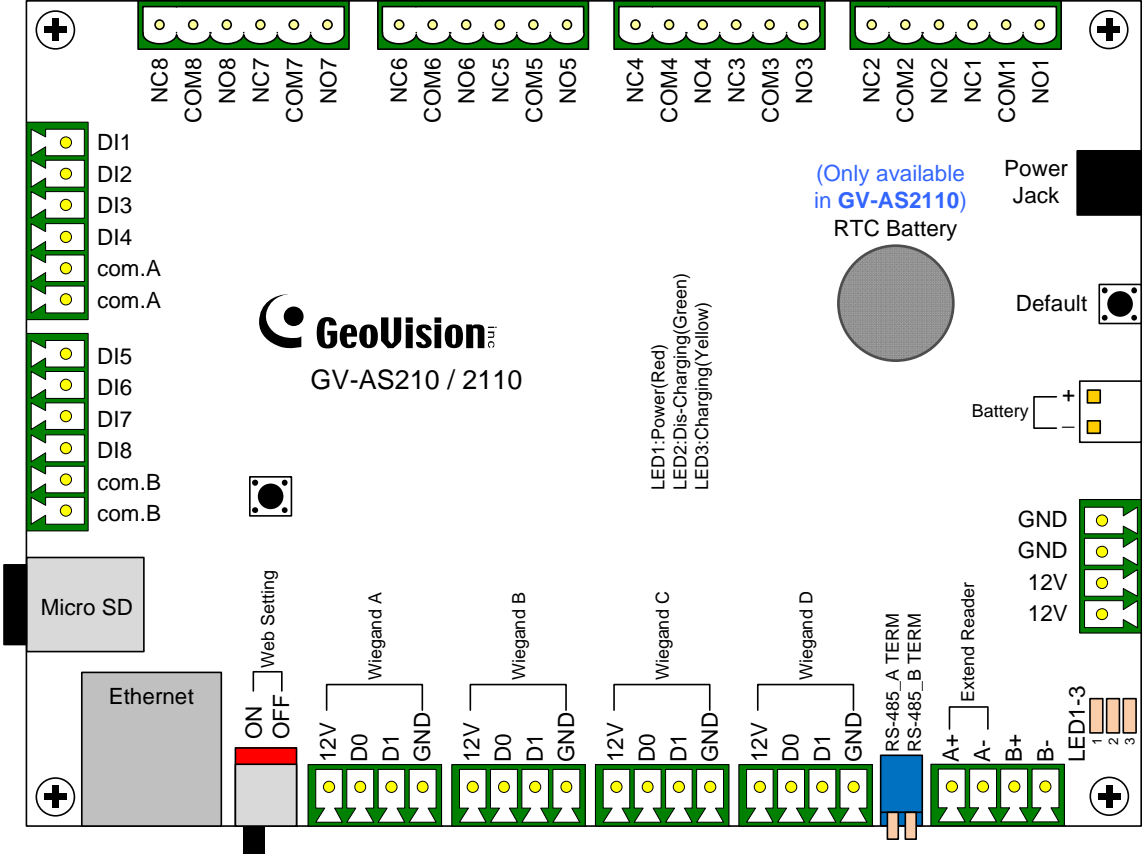 NC8 COM8 NO8 NC7 COM7 NO7
NC6 COM6 NO6 NC5 COM5 NO5
NC4 COM4 NO4 NC3 COM3 NO3
NC2 COM2 NO2 NC1 COM1 NO1
DI1
DI2
DI3
DI4
com.A
com.A
DI5
DI6
DI7
DI8
com.B
com.B
GeoVision inc
GV-AS210 / 2110
LED1:Power(Red)
LED2:Dis-Charging(Green)
LED3:Charging(Yellow)
(Only available
in GV-AS2110)
RTC Battery
Power
Jack
Default
Battery
+
–
GND
GND
12V
12V
Micro SD
Ethernet
Web Setting
ON
OFF
Wiegand A
12V D0 D1 GND
Wiegand B
12V D0 D1 GND
Wiegand C
12V D0 D1 GND
Wiegand D
12V D0 D1 GND
RS-485_A TERM
RS-485_B TERM
Extend Reader
A+ A- B+ B-
LED1-3
1 2 3